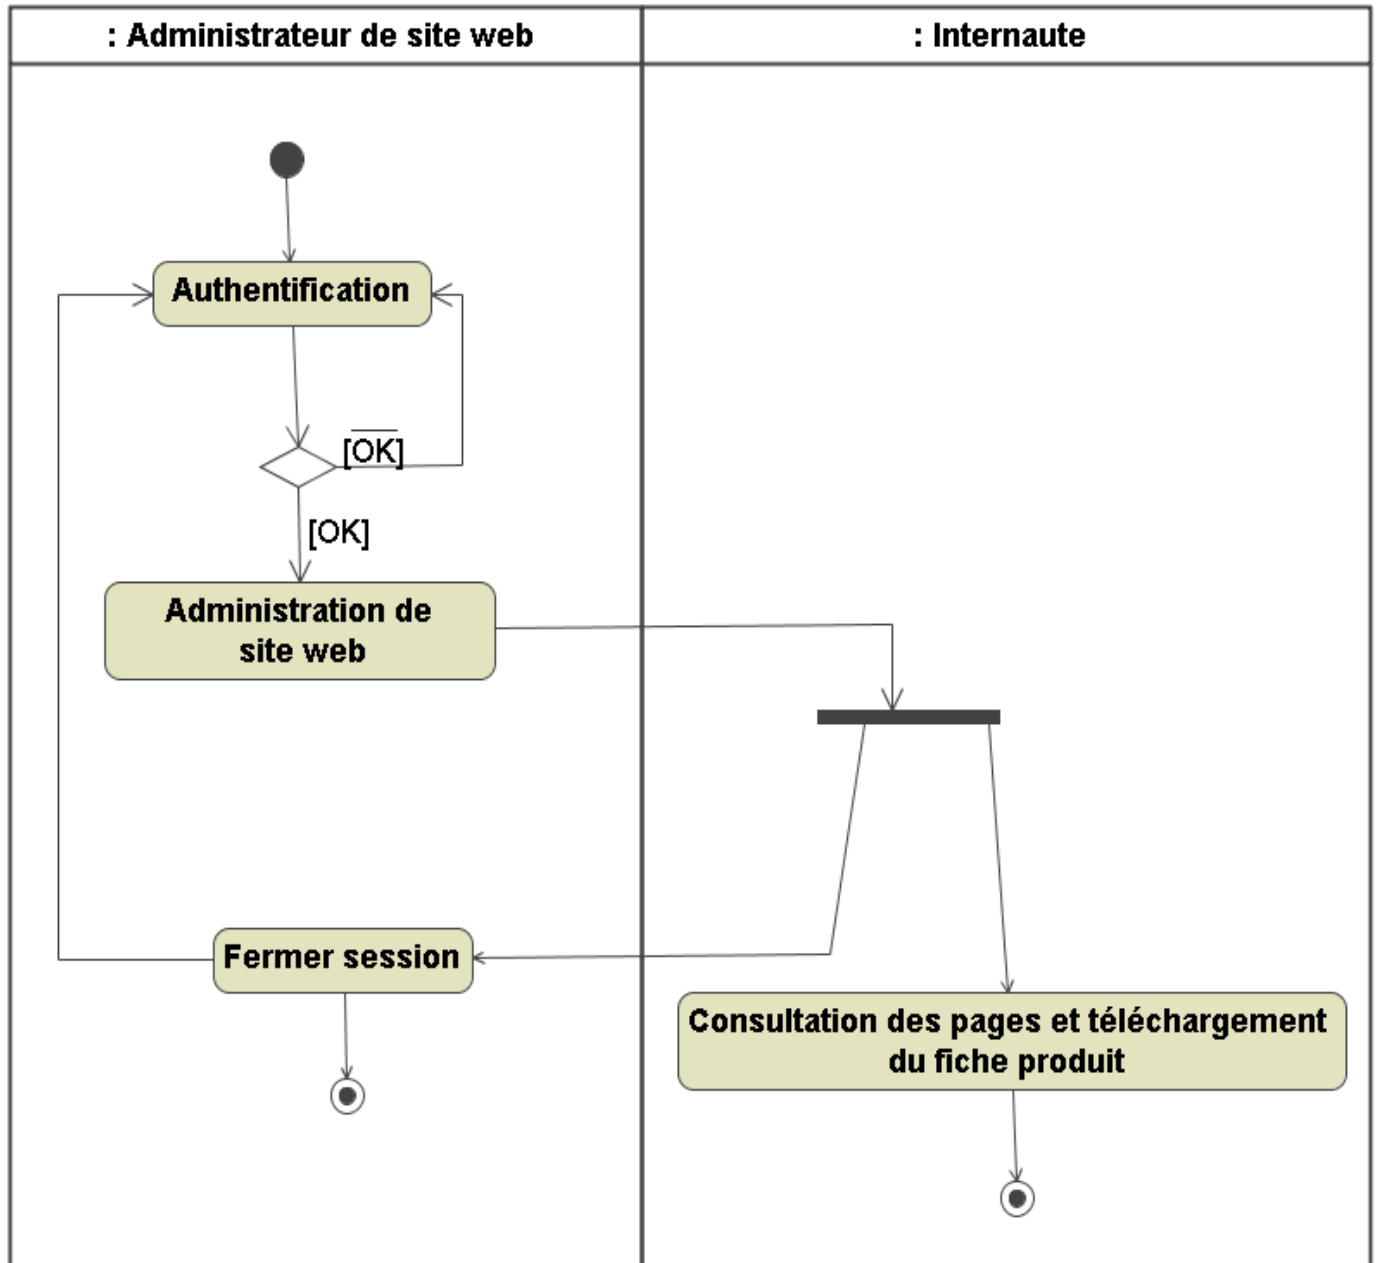 : Administrateur de site web
: Internaute
Authentification
[O̅K̅]
[OK]
Administration de
site web
Fermer session
Consultation des pages et téléchargement
du fiche produit